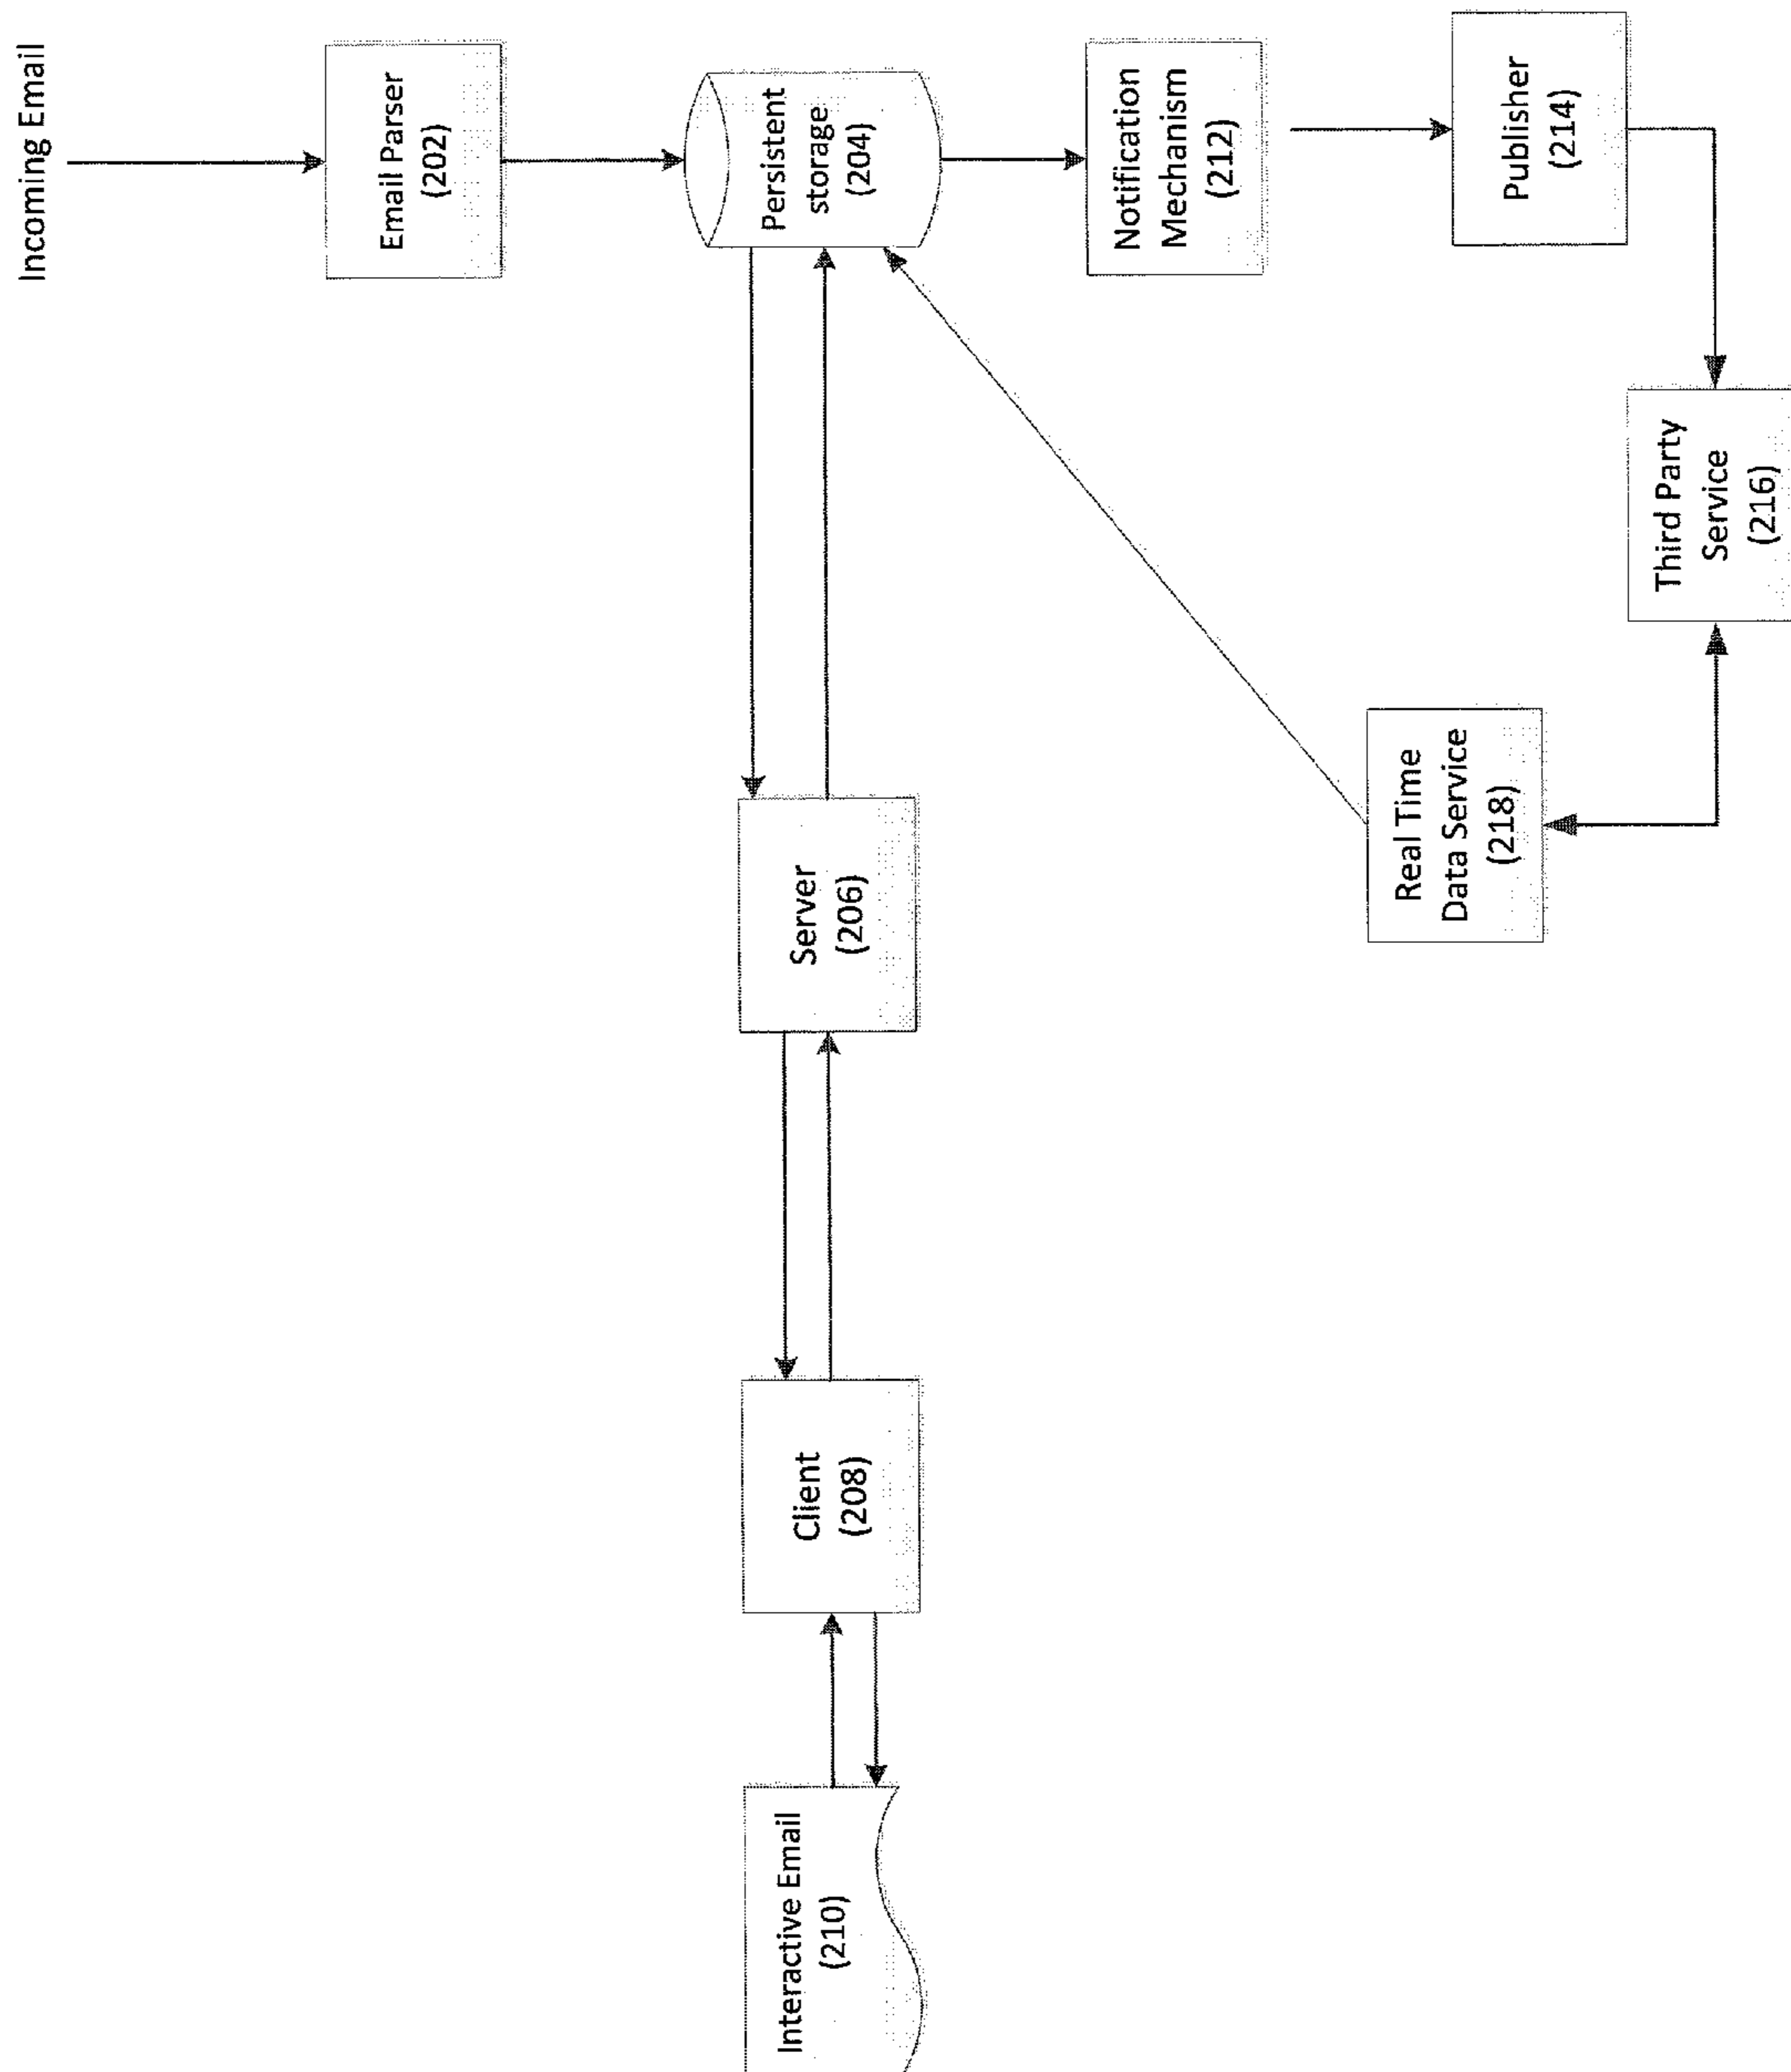 Incoming Email
Email Parser
(202)
Persistent
storage
(204)
Notification
Mechanism
(212)
Publisher
(214)
Server
(206)
Client
(208)
Interactive Email
(210)
Real Time
Data Service
(218)
Third Party
Service
(216)